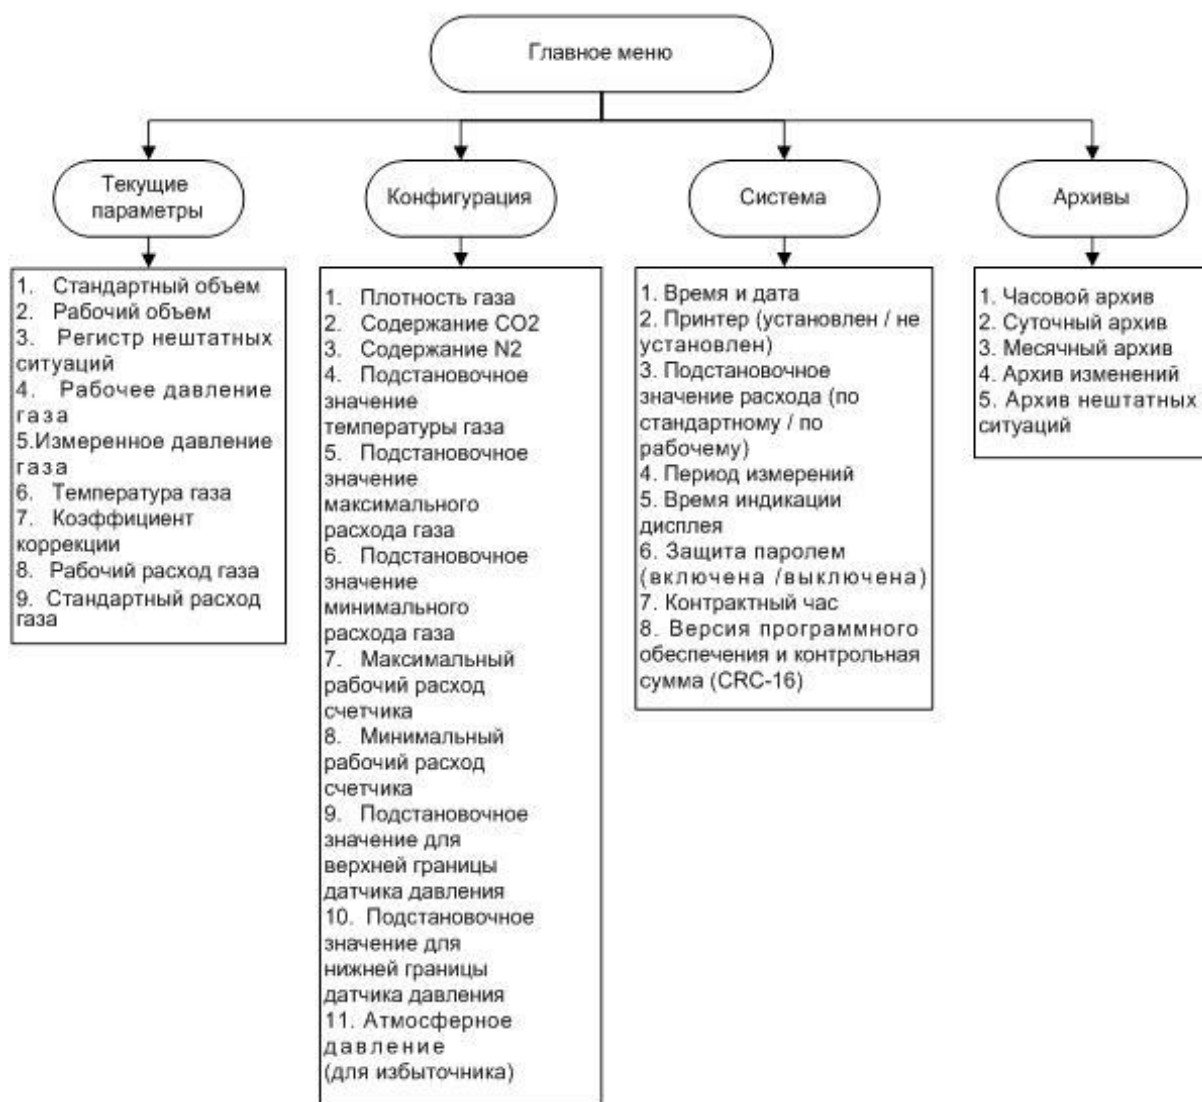 Главное меню
Текущие
параметры
Конфигурация
Система
Архивы
1. Стандартный объем
2. Рабочий объем
3. Регистр нештатных
ситуаций
4. Рабочее давление
газа
5.Измеренное давление
газа
6. Температура газа
7. Коэффициент
коррекции
8. Рабочий расход газа
9. Стандартный расход
газа
1. Плотность газа
2. Содержание CO2
3. Содержание N2
4. Подстановочное
значение
температуры газа
5. Подстановочное
значение
максимального
расхода газа
6. Подстановочное
значение
минимального
расхода газа
7. Максимальный
рабочий расход
счетчика
8. Минимальный
рабочий расход
счетчика
9. Подстановочное
значение для
верхней границы
датчика давления
10. Подстановочное
значение для
нижней границы
датчика давления
11. Атмосферное
давление
(для избыточника)
1. Время и дата
2. Принтер (установлен / не
установлен)
3. Подстановочное
значение расхода (по
стандартному / по
рабочему)
4. Период измерений
5. Время индикации
дисплея
6. Защита паролем
(включена /выключена)
7. Контрактный час
8. Версия программного
обеспечения и контрольная
сумма (CRC-16)
1. Часовой архив
2. Суточный архив
3. Месячный архив
4. Архив изменений
5. Архив нештатных
ситуаций